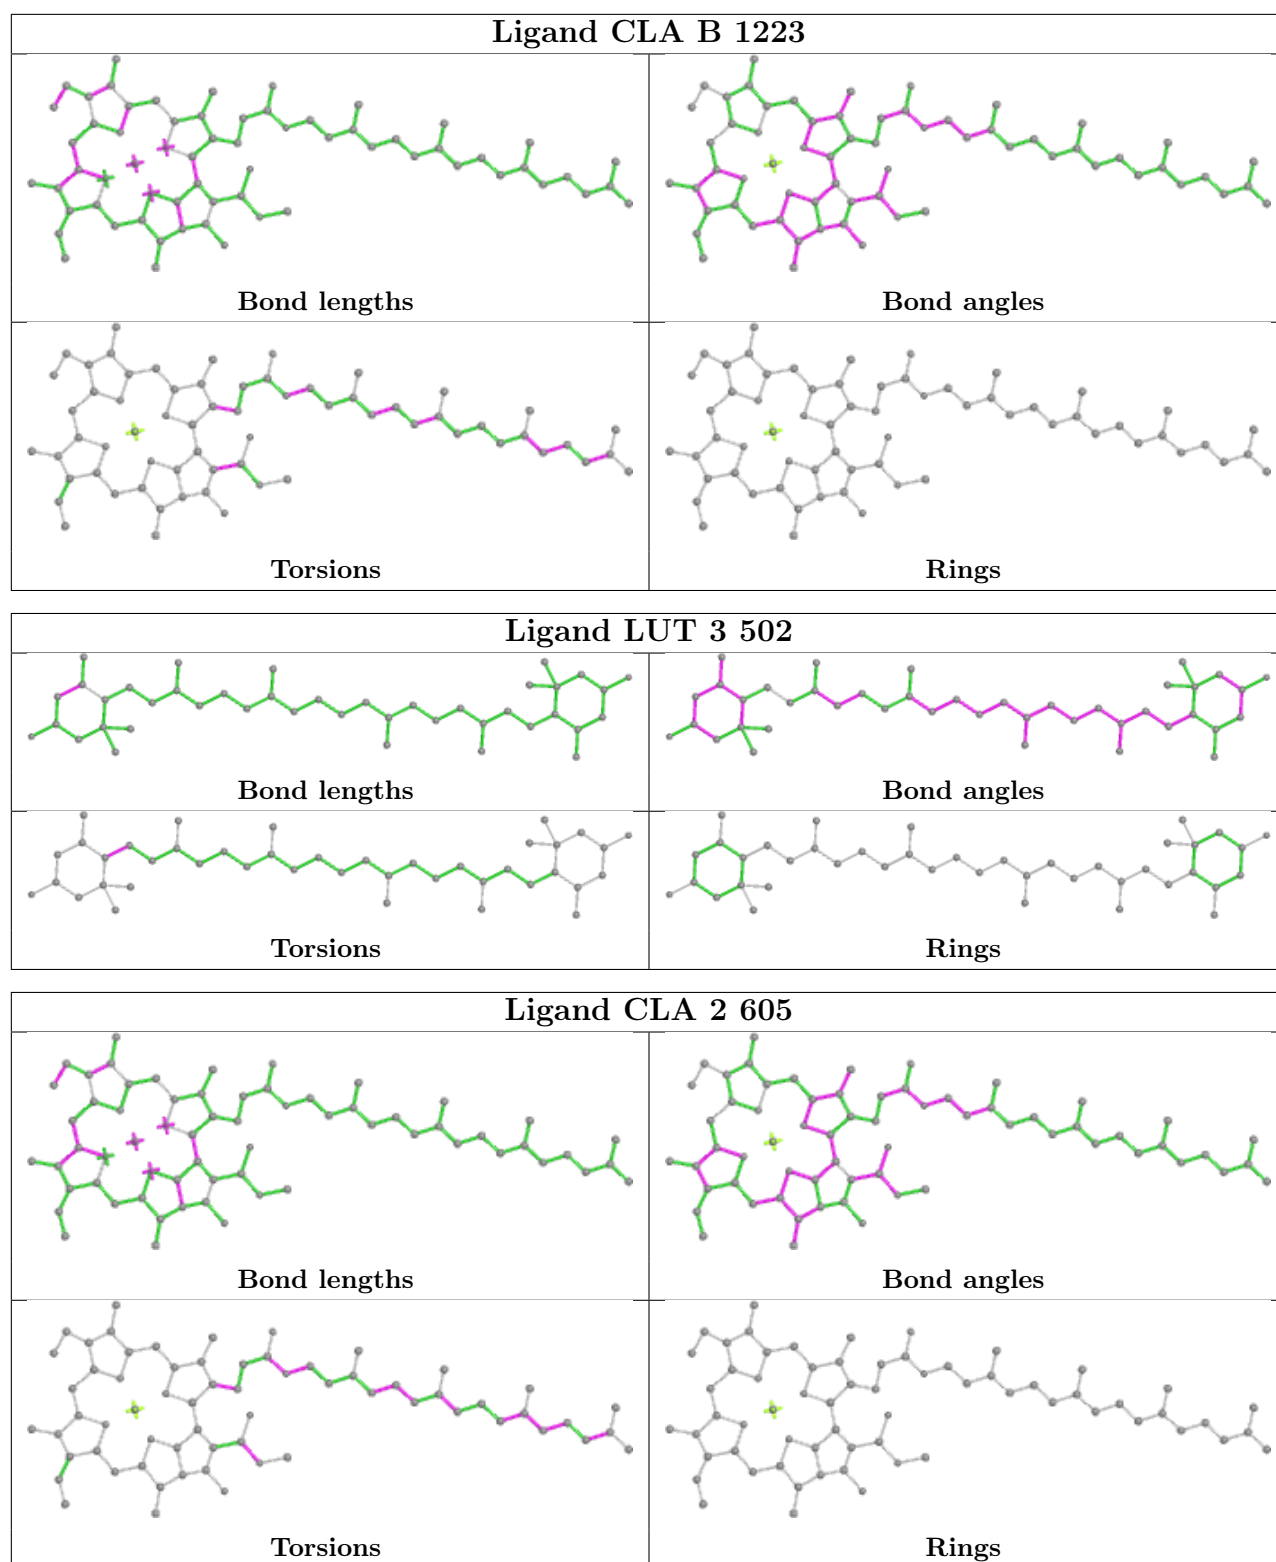 Ligand CLA B 1223
Bond lengths
Bond angles
Torsions
Rings
Ligand LUT 3 502
Bond lengths
Bond angles
Torsions
Rings
Ligand CLA 2 605
Bond lengths
Bond angles
Torsions
Rings